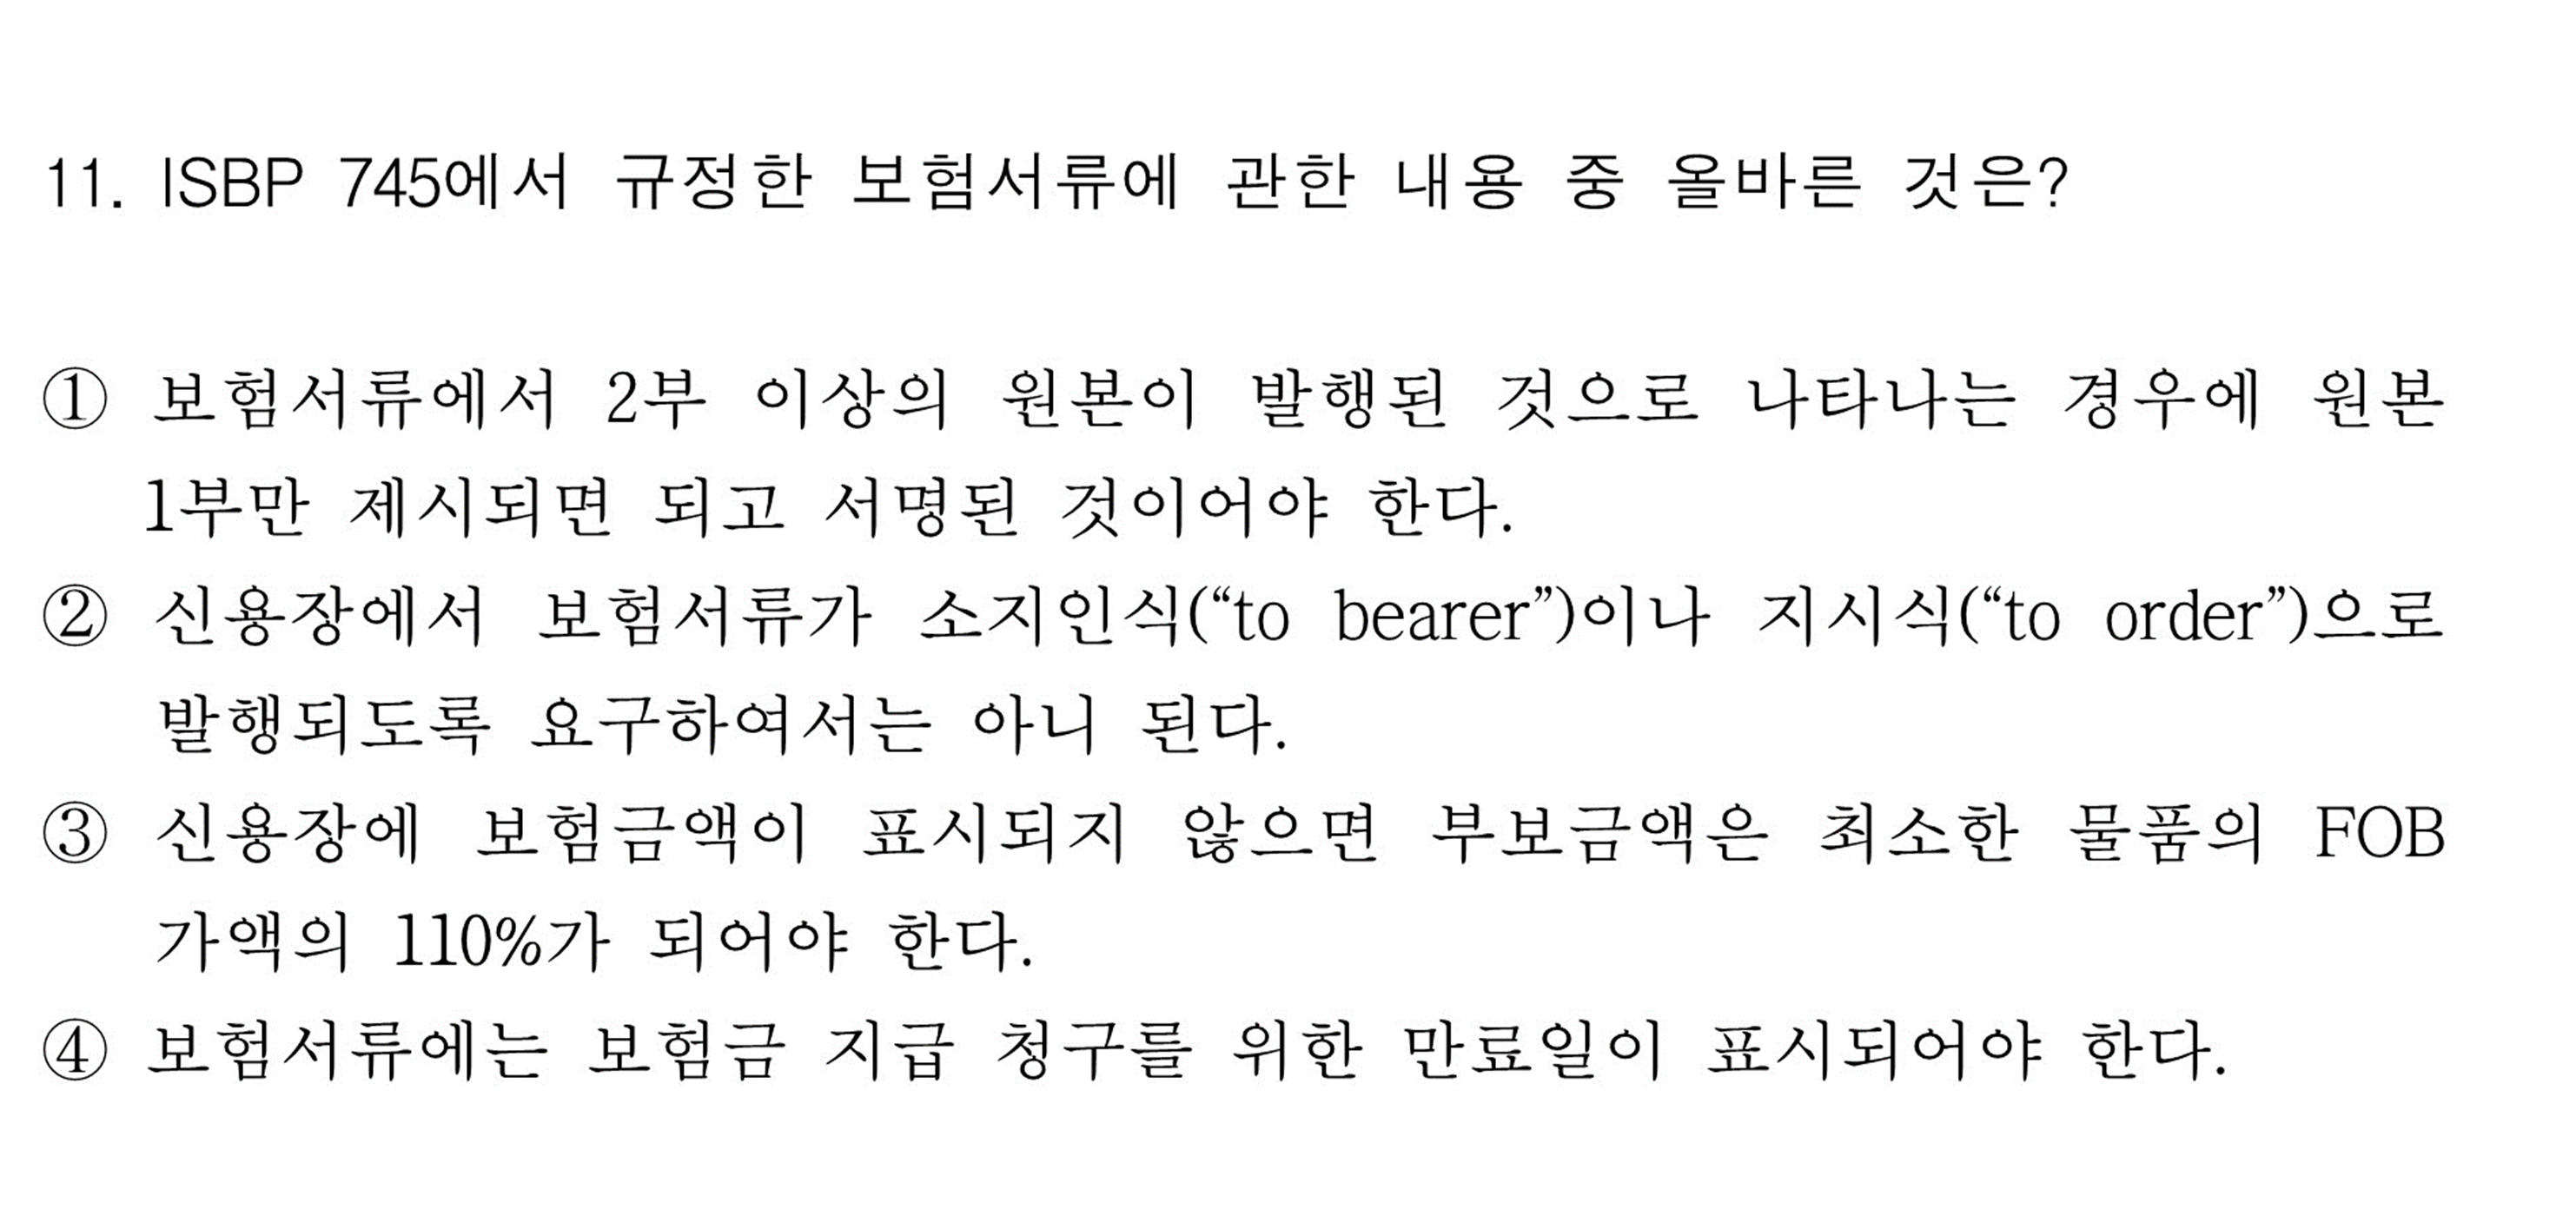 11. ISBP 745에서 규정한 보험서류에 관한 내용 중 올바른 것은?
① 보험서류에서 2부 이상의 원본이 발행된 것으로 나타나는 경우에 원본
1부만 제시되면 되고 서명된 것이어야 한다.
② 신용장에서 보험서류가 소지인식(“to bearer”)이나 지시식(“to order”)으로
발행되도록 요구하여서는 아니 된다.
③ 신용장에 보험금액이 표시되지 않으면 부보금액은 최소한 물품의 FOB
가액의 110%가 되어야 한다.
④ 보험서류에는 보험금 지급 청구를 위한 만료일이 표시되어야 한다.